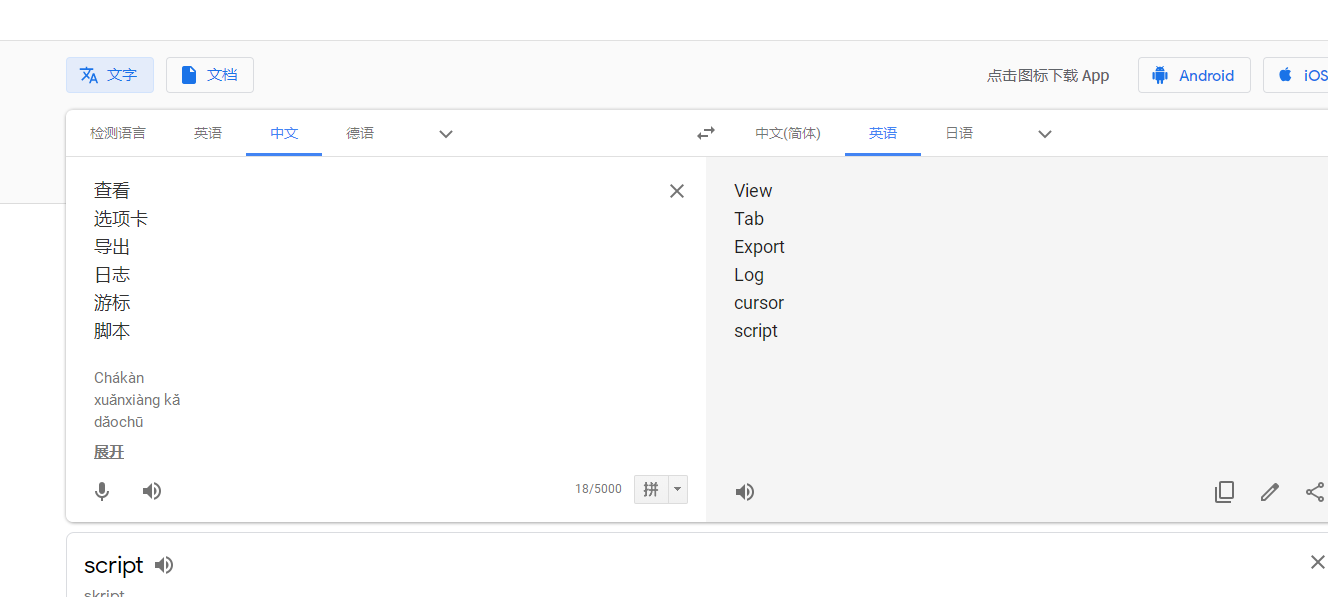 文字 文档 点击图标下载 App Android iOS
检测语言 英语 中文 德语 中文(简体) 英语 日语
查看 View
选项卡 Tab
导出 Export
日志 Log
游标 cursor
脚本 script
Chákàn
xuǎnxiàng kǎ
dǎochū
展开
18/5000 拼
script
skript